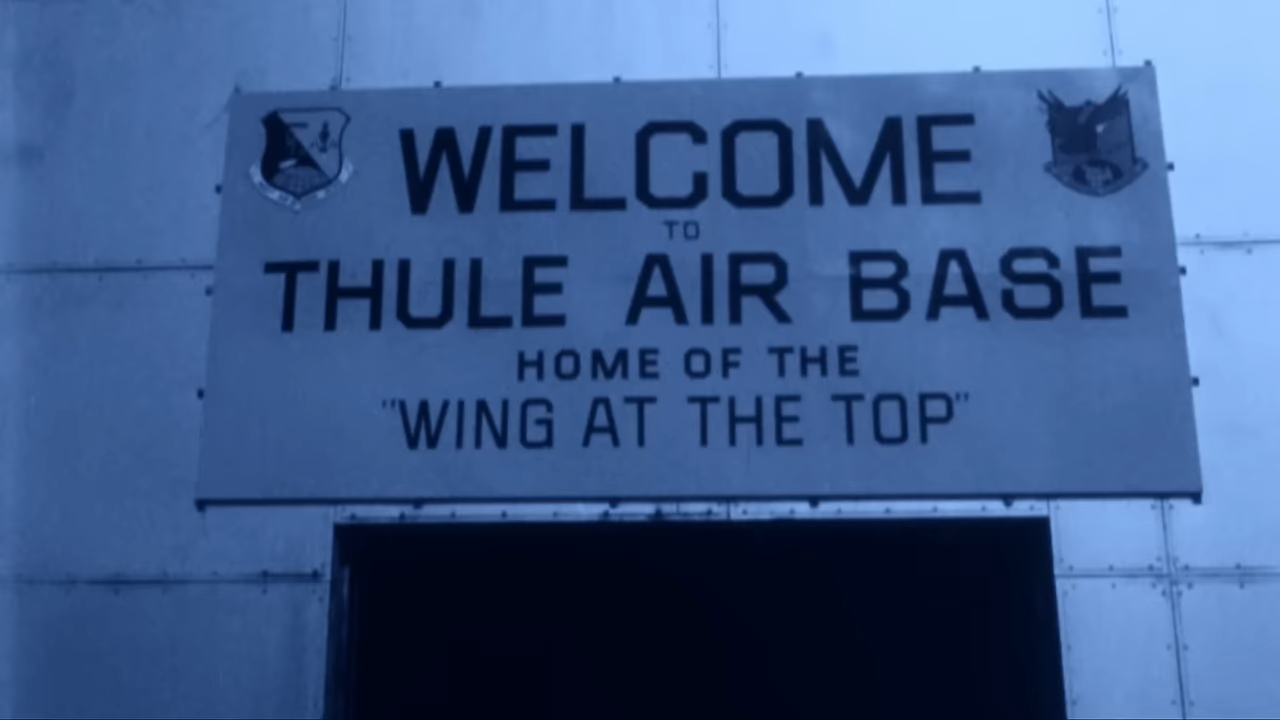 WELCOME
TO
THULE AIR BASE
HOME OF THE
"WING AT THE TOP"